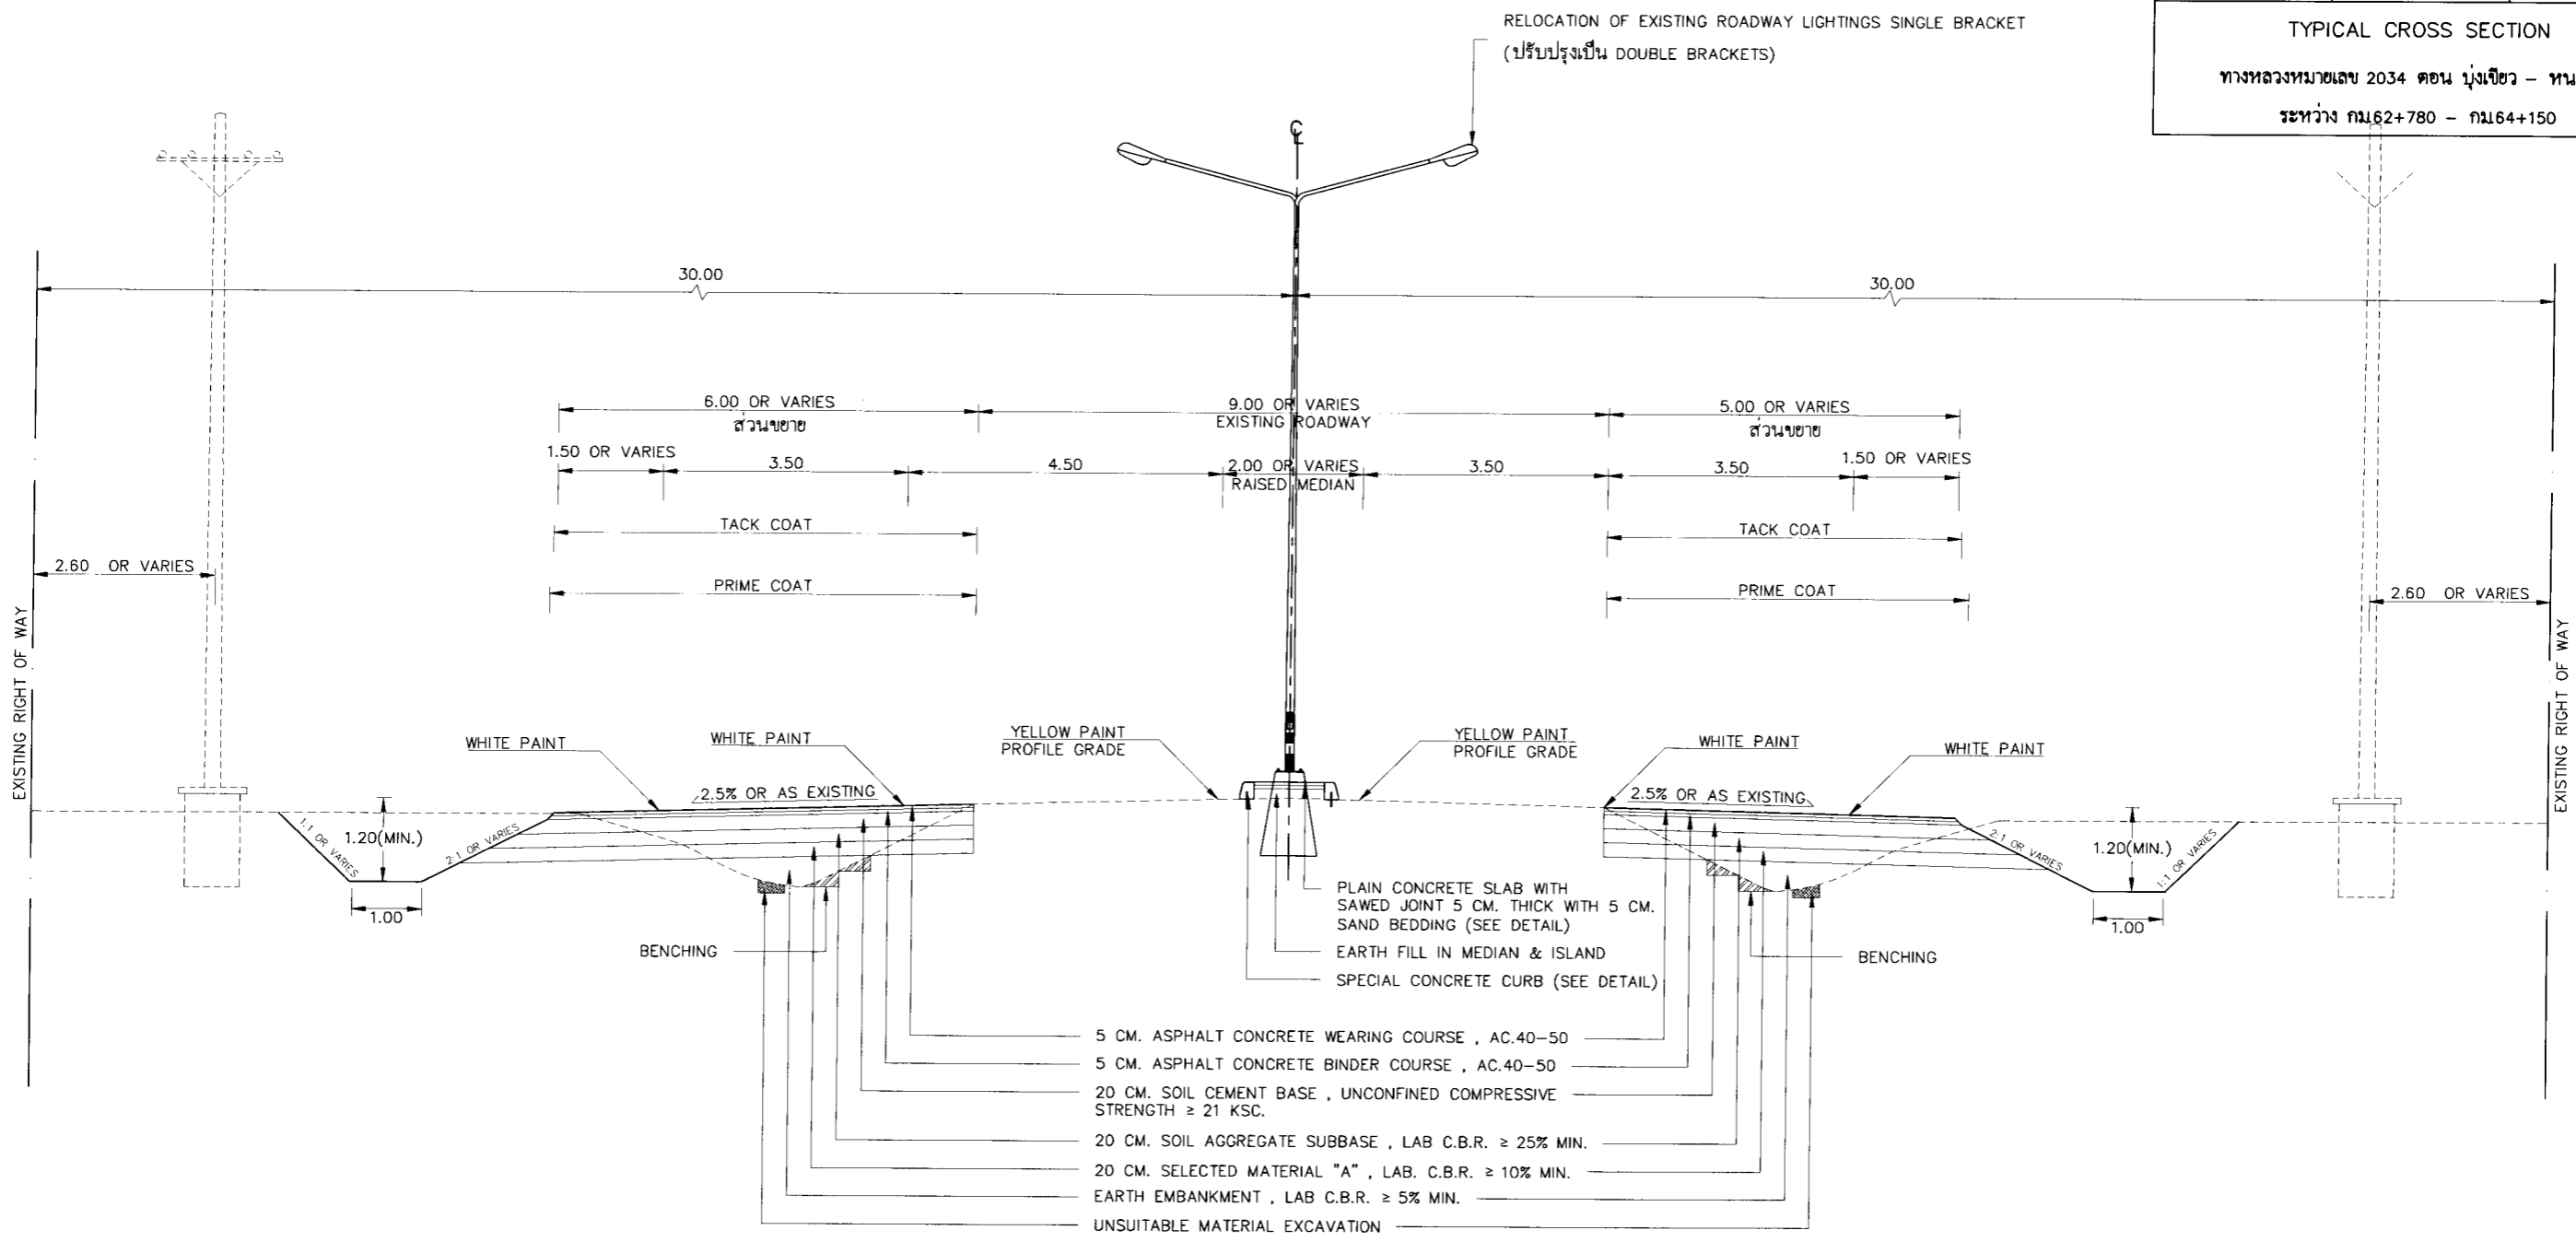 RELOCATION OF EXISTING ROADWAY LIGHTINGS SINGLE BRACKET
(ปรับปรุงเป็น DOUBLE BRACKETS)
TYPICAL CROSS SECTION
ทางหลวงหมายเลข 2034 ตอน บุ่งเขียว -
ระหว่าง กม.62+780 - กม.64+150
℄
30.00
30.00
6.00 OR VARIES
ส่วนขยาย
9.00 OR VARIES
EXISTING ROADWAY
5.00 OR VARIES
ส่วนขยาย
1.50 OR VARIES
3.50
4.50
2.00 OR VARIES
RAISED MEDIAN
3.50
3.50
1.50 OR VARIES
TACK COAT
TACK COAT
2.60 OR VARIES
PRIME COAT
PRIME COAT
2.60 OR VARIES
EXISTING RIGHT OF WAY
EXISTING RIGHT OF WAY
WHITE PAINT
WHITE PAINT
YELLOW PAINT
PROFILE GRADE
YELLOW PAINT
PROFILE GRADE
WHITE PAINT
WHITE PAINT
2.5% OR AS EXISTING
2.5% OR AS EXISTING
1:1 OR VARIES
1.20(MIN.)
2:1 OR VARIES
2:1 OR VARIES
1.20(MIN.)
1:1 OR VARIES
1.00
1.00
BENCHING
BENCHING
PLAIN CONCRETE SLAB WITH
SAWED JOINT 5 CM. THICK WITH 5 CM.
SAND BEDDING (SEE DETAIL)
EARTH FILL IN MEDIAN & ISLAND
SPECIAL CONCRETE CURB (SEE DETAIL)
5 CM. ASPHALT CONCRETE WEARING COURSE , AC.40-50
5 CM. ASPHALT CONCRETE BINDER COURSE , AC.40-50
20 CM. SOIL CEMENT BASE , UNCONFINED COMPRESSIVE
STRENGTH ≥ 21 KSC.
20 CM. SOIL AGGREGATE SUBBASE , LAB C.B.R. ≥ 25% MIN.
20 CM. SELECTED MATERIAL "A" , LAB. C.B.R. ≥ 10% MIN.
EARTH EMBANKMENT , LAB C.B.R. ≥ 5% MIN.
UNSUITABLE MATERIAL EXCAVATION